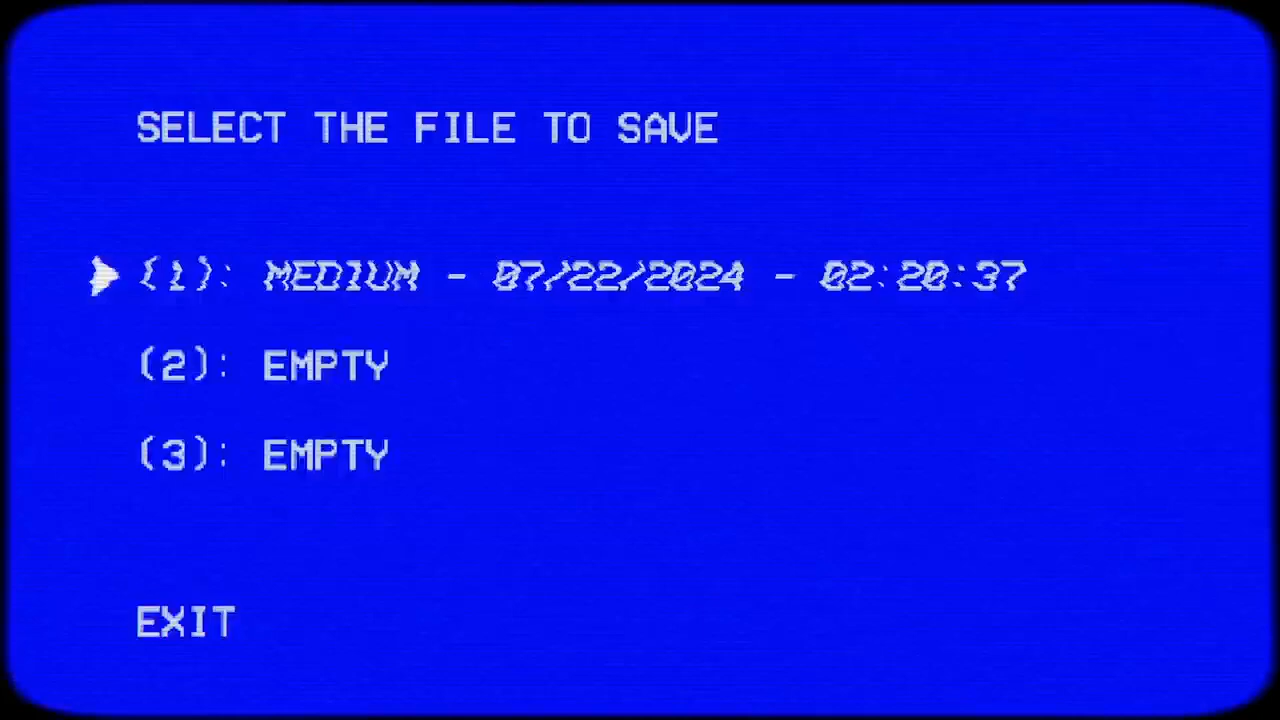 SELECT THE FILE TO SAVE
(1): MEDIUM - 07/22/2024 - 02:20:37
(2): EMPTY
(3): EMPTY
EXIT